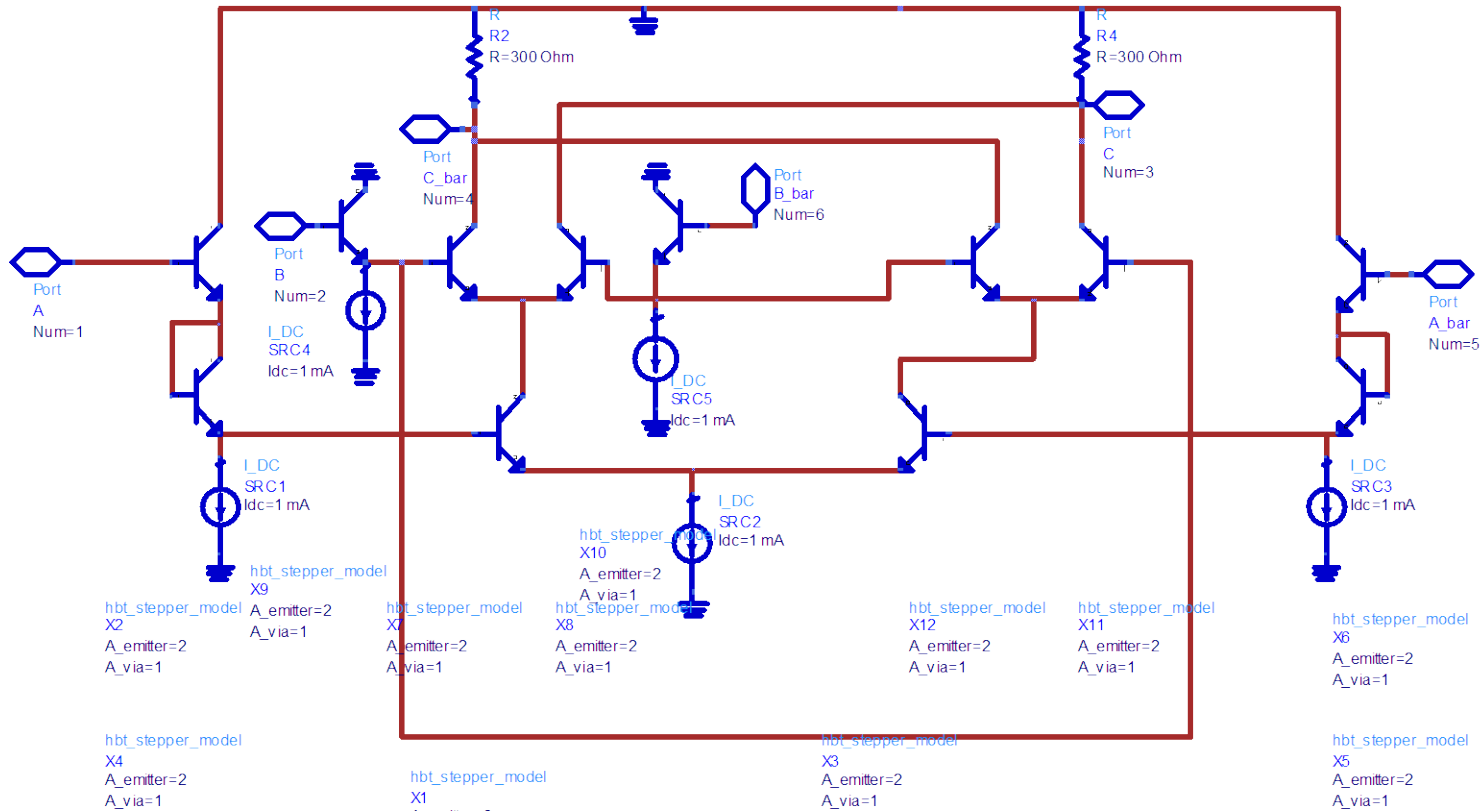 R
R2
R=300 Ohm
R
R4
R=300 Ohm
Port
C_bar
Num=4
Port
B_bar
Num=6
Port
C
Num=3
Port
A
Num=1
Port
B
Num=2
I_DC
SRC4
Idc=1 mA
I_DC
SRC5
Idc=1 mA
Port
A_bar
Num=5
I_DC
SRC1
Idc=1 mA
I_DC
SRC2
Idc=1 mA
I_DC
SRC3
Idc=1 mA
hbt_stepper_model
X9
A_emitter=2
A_via=1
hbt_stepper_model
X10
A_emitter=2
A_via=1
hbt_stepper_model
X2
A_emitter=2
A_via=1
hbt_stepper_model
X7
A_emitter=2
A_via=1
hbt_stepper_model
X8
A_emitter=2
A_via=1
hbt_stepper_model
X12
A_emitter=2
A_via=1
hbt_stepper_model
X11
A_emitter=2
A_via=1
hbt_stepper_model
X6
A_emitter=2
A_via=1
hbt_stepper_model
X4
A_emitter=2
A_via=1
hbt_stepper_model
X1
hbt_stepper_model
X3
A_emitter=2
A_via=1
hbt_stepper_model
X5
A_emitter=2
A_via=1